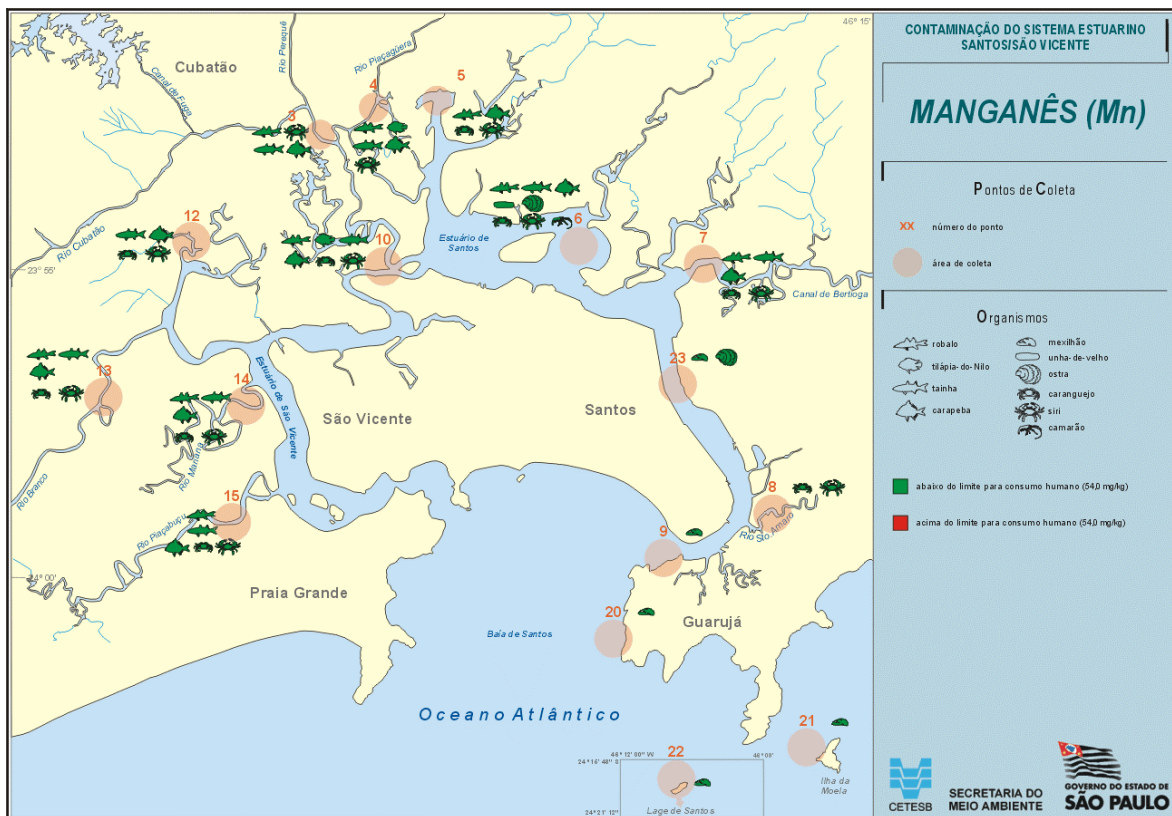 46° 15'
Cubatão
Canal de Fuga
Rio Perequê
Rio Piaçagüera
3
4
5
12
10
6
7
Rio Cubatão
Estuário de
Santos
23° 55'
Canal de Bertioga
13
14
23
Estuário de São Vicente
São Vicente
Santos
Rio Mariana
Rio Branco
15
8
Rio Piaçabuçu
Rio Sto. Amaro
9
24° 00'
Praia Grande
20
Guarujá
Baía de Santos
Oceano Atlântico
21
22
Ilha da
Moela
Lage de Santos
CONTAMINAÇÃO DO SISTEMA ESTUARINO
SANTOS/SÃO VICENTE
MANGANÊS (Mn)
Pontos de Coleta
XX número do ponto
área de coleta
Organismos
robalo
tilápia-do-Nilo
tainha
carapeba
mexilhão
unha-de-velho
ostra
caranguejo
siri
camarão
abaixo do limite para consumo humano (54,0 mg/kg)
acima do limite para consumo humano (54,0 mg/kg)
CETESB
SECRETARIA DO
MEIO AMBIENTE
GOVERNO DO ESTADO DE
SÃO PAULO